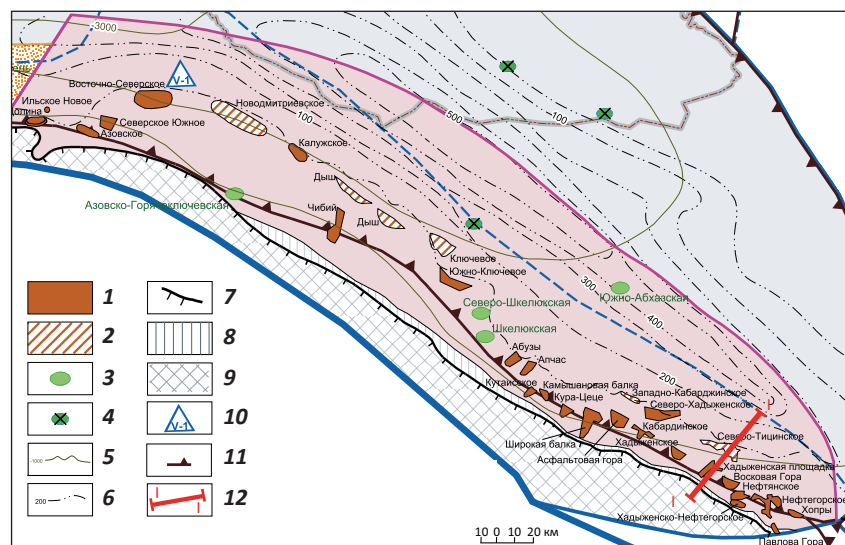 -3000
V-1
Восточно-Северское
Новодмитриевское
Ильское Новое
Северское Южное
Азовское
100
500
100
Калужское
Дыш
Азовско-Горячеключевская
Чибий
Дыш
Ключевое
Южно-Ключевое
300
Южно-Абхазская
Северо-Шкелюкская
400
Шкелюкская
Абузы
Апчас
200
Кутаисское
Камышановая балка
Кура-Цеце
Западно-Кабарджинское
Северо-Хадыженское
I
Кабардинское
Северо-Тицинское
Широкая балка
Хадыженское
Асфальтовая гора
Хадыженская площадка
Восковая Гора
Нефтянское
Нефтегорское
Хопры
I
Хадыженско-Нефтегорское
Павлова Гора
1
2
3
4
-1000
5
200
6
7
8
9
V-1
10
11
I
I
12
10 0 10 20 км